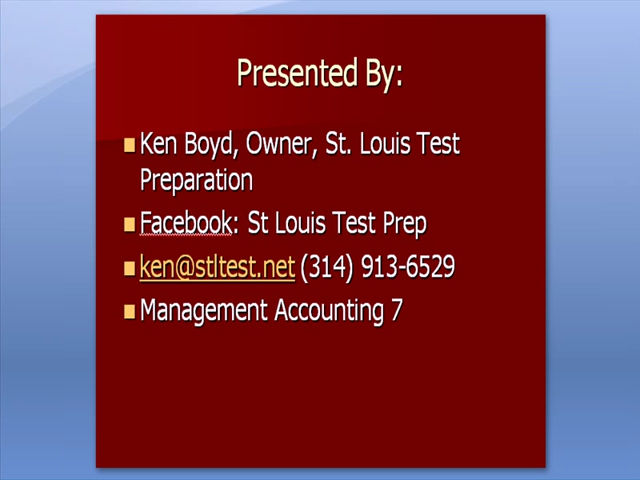 Presented By:
Ken Boyd, Owner, St. Louis Test
Preparation
Facebook: St Louis Test Prep
ken@stltest.net (314) 913-6529
Management Accounting 7